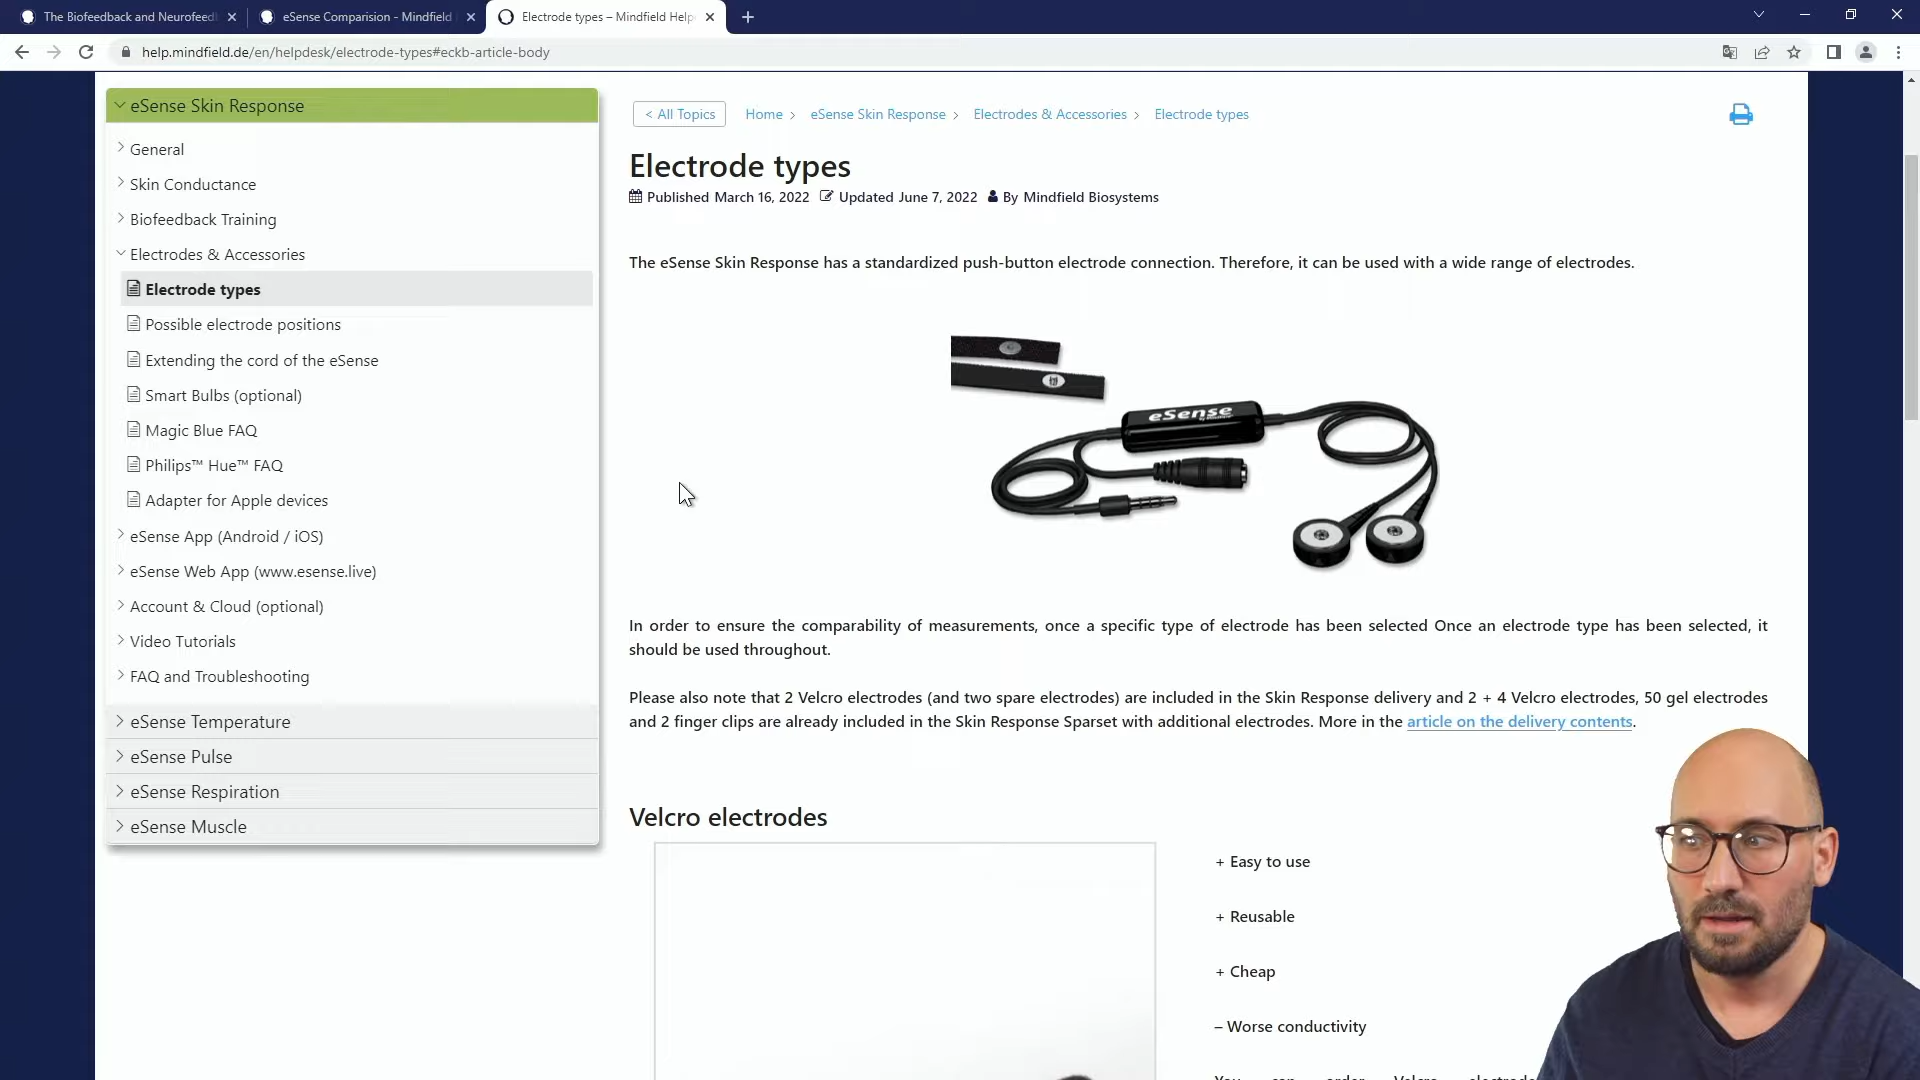 The Biofeedback and Neurofeedb
eSense Comparision - Mindfield
Electrode types – Mindfield Help
help.mindfield.de/en/helpdesk/electrode-types#eckb-article-body
eSense Skin Response
General
Skin Conductance
Biofeedback Training
Electrodes & Accessories
Electrode types
Possible electrode positions
Extending the cord of the eSense
Smart Bulbs (optional)
Magic Blue FAQ
Philips™ Hue™ FAQ
Adapter for Apple devices
eSense App (Android / iOS)
eSense Web App (www.esense.live)
Account & Cloud (optional)
Video Tutorials
FAQ and Troubleshooting
eSense Temperature
eSense Pulse
eSense Respiration
eSense Muscle
< All Topics Home > eSense Skin Response > Electrodes & Accessories > Electrode types
Electrode types
Published March 16, 2022 Updated June 7, 2022 By Mindfield Biosystems
The eSense Skin Response has a standardized push-button electrode connection. Therefore, it can be used with a wide range of electrodes.
eSense
In order to ensure the comparability of measurements, once a specific type of electrode has been selected Once an electrode type has been selected, it
should be used throughout.
Please also note that 2 Velcro electrodes (and two spare electrodes) are included in the Skin Response delivery and 2 + 4 Velcro electrodes, 50 gel electrodes
and 2 finger clips are already included in the Skin Response Sparset with additional electrodes. More in the article on the delivery contents.
Velcro electrodes
+ Easy to use
+ Reusable
+ Cheap
– Worse conductivity